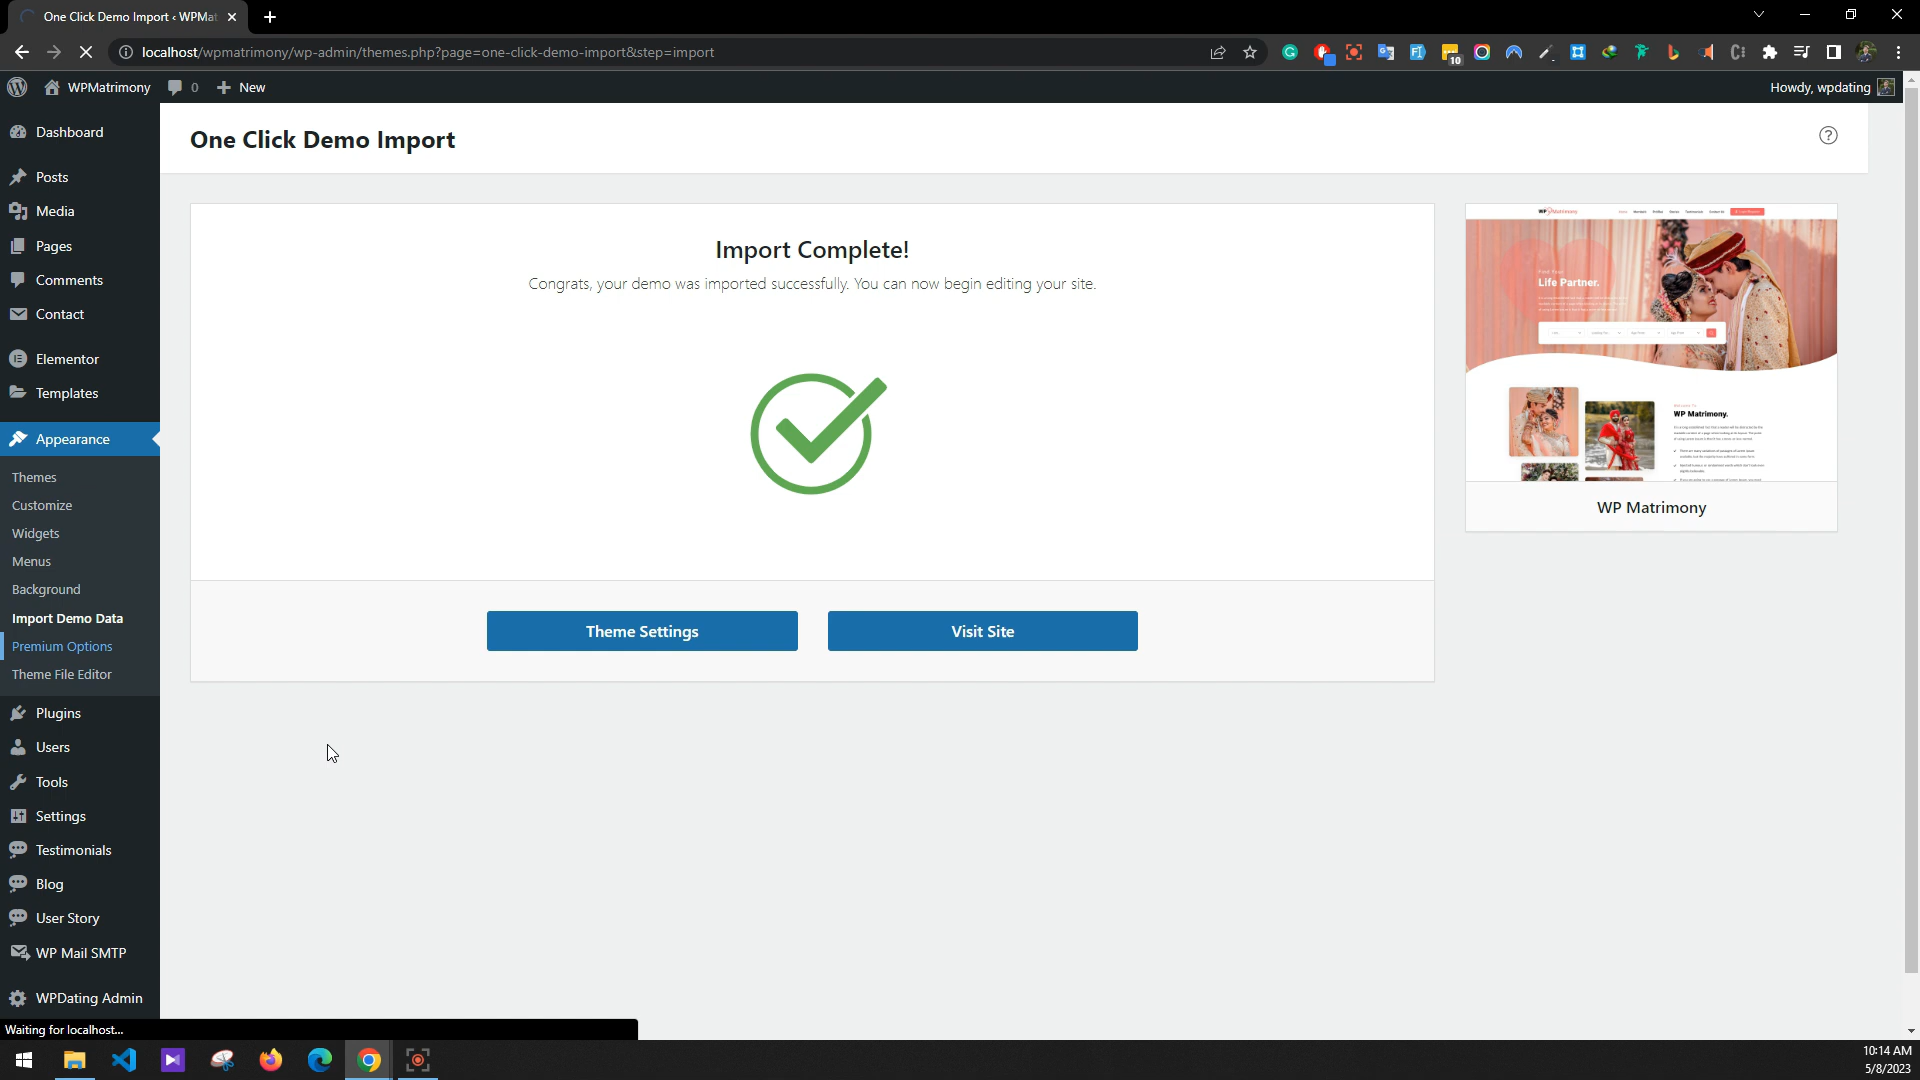 One Click Demo Import ‹ WPMat
localhost/wpmatrimony/wp-admin/themes.php?page=one-click-demo-import&step=import
10
WPMatrimony
0
New
Howdy, wpdating
Dashboard
Posts
Media
Pages
Comments
Contact
Elementor
Templates
Appearance
Themes
Customize
Widgets
Menus
Background
Import Demo Data
Premium Options
Theme File Editor
Plugins
Users
Tools
Settings
Testimonials
Blog
User Story
WP Mail SMTP
WPDating Admin
One Click Demo Import
Import Complete!
Congrats, your demo was imported successfully. You can now begin editing your site.
Theme Settings
Visit Site
WP Matrimony
Find Your
Life Partner.
WP Matrimony.
WP Matrimony
Waiting for localhost...
10:14 AM
5/8/2023